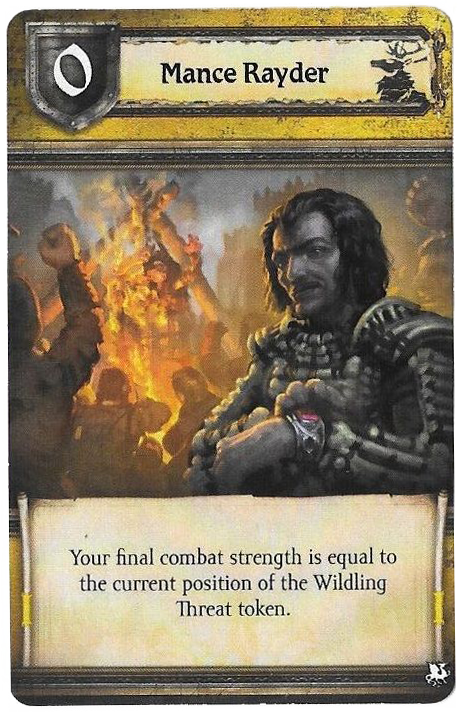 0
Mance Rayder
Your final combat strength is equal to
the current position of the Wildling
Threat token.